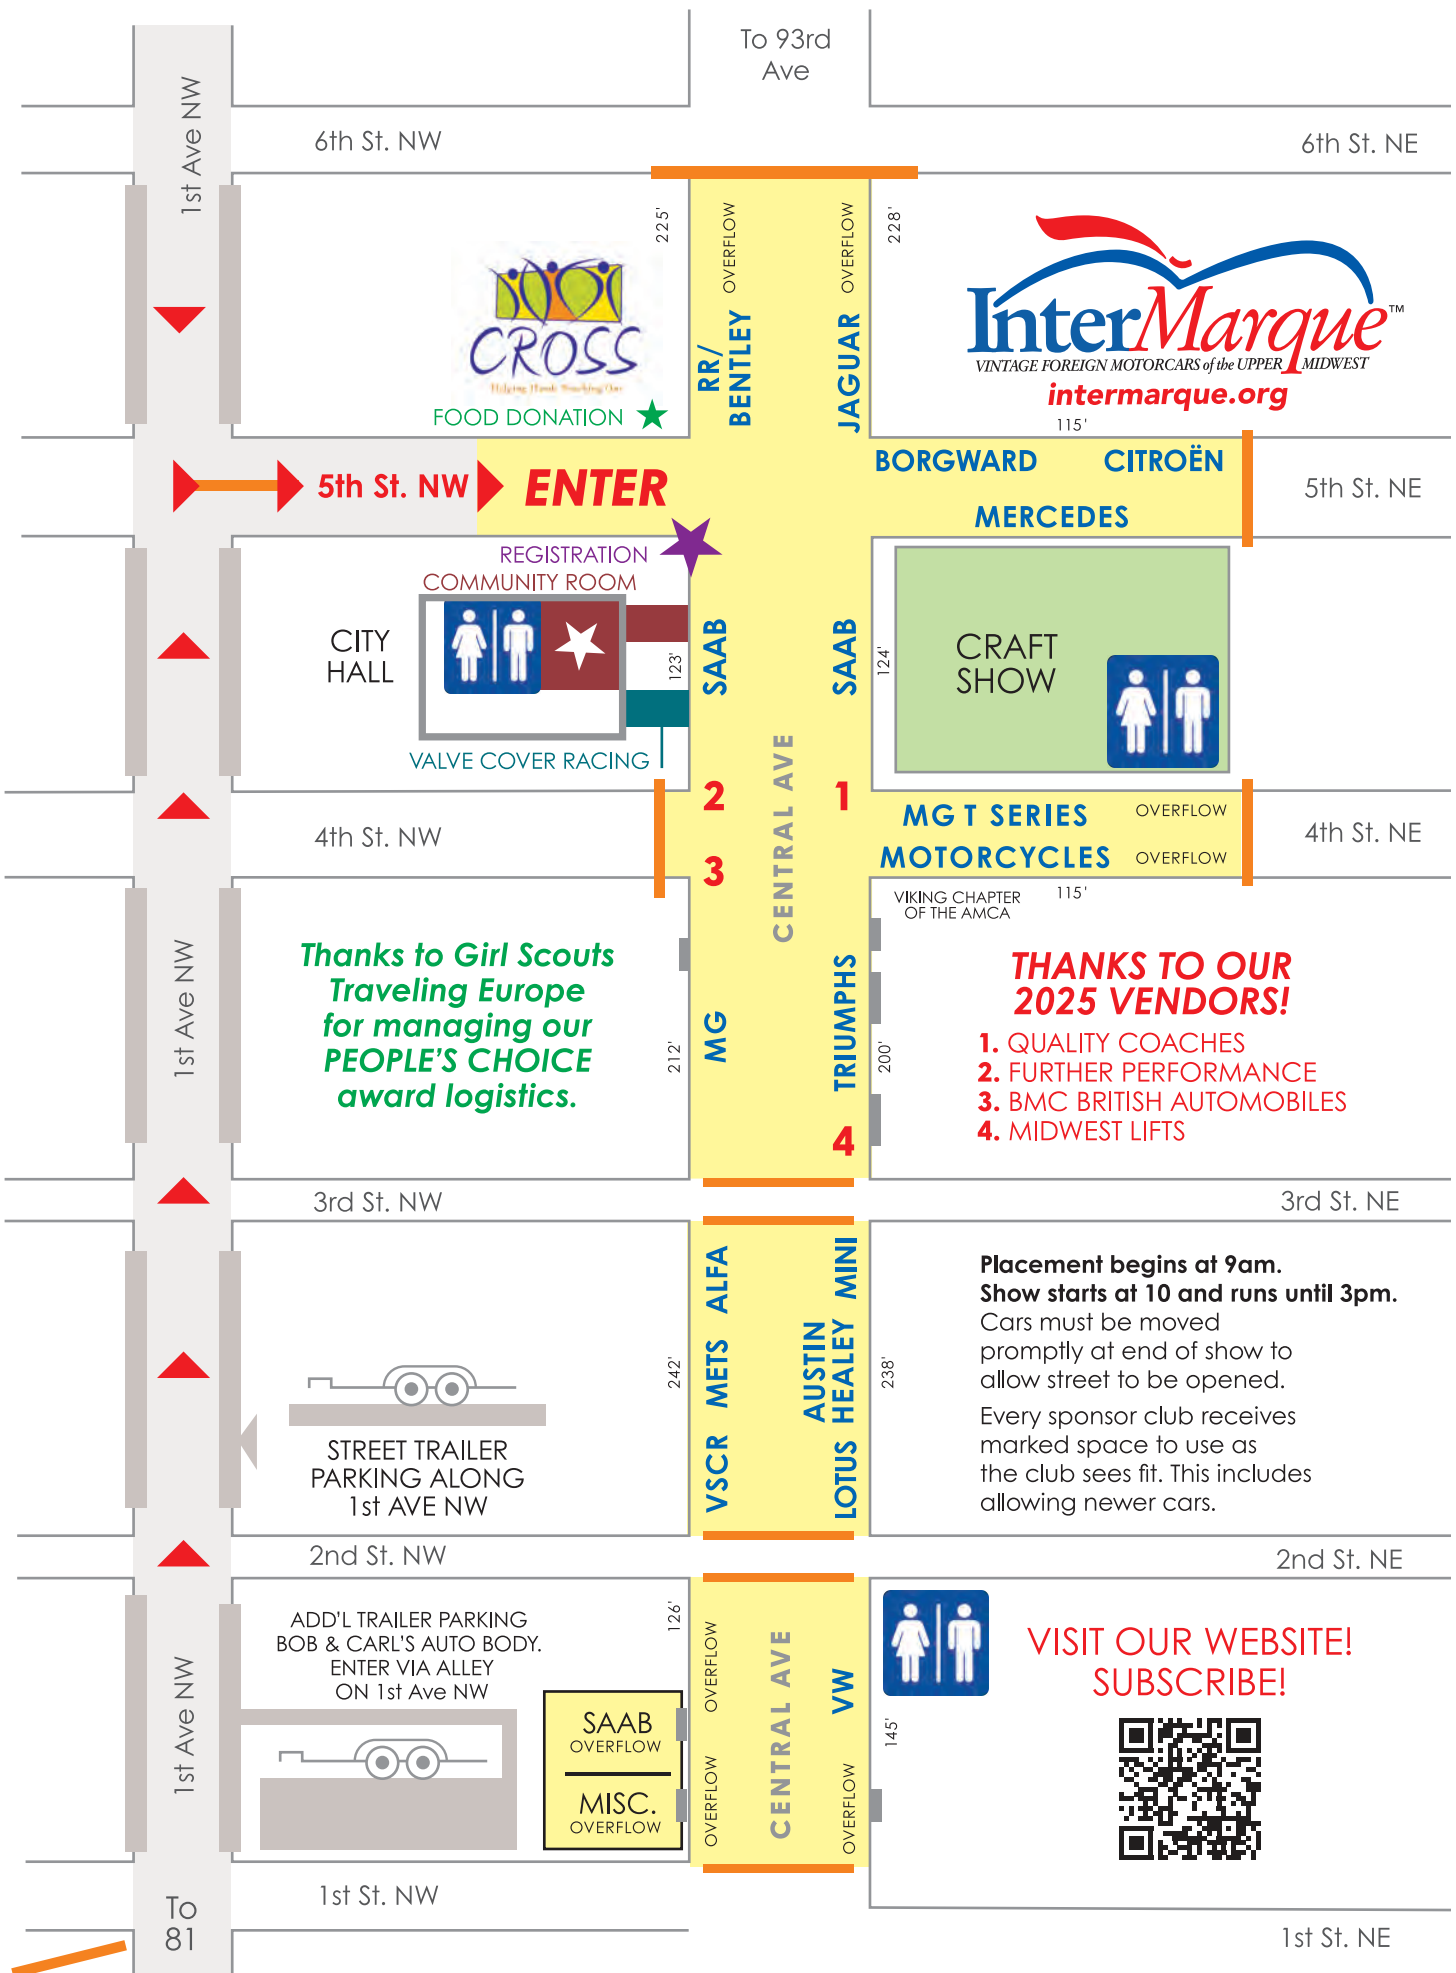 To 93rd
Ave
1st Ave NW
6th St. NW
6th St. NE
225'
OVERFLOW
OVERFLOW
228'
CROSS
Helping Hands Reaching Out
FOOD DONATION
RR/
BENTLEY
JAGUAR
InterMarque™
VINTAGE FOREIGN MOTORCARS of the UPPER MIDWEST
intermarque.org
115'
5th St. NW
ENTER
BORGWARD
CITROËN
MERCEDES
5th St. NE
REGISTRATION
COMMUNITY ROOM
CITY
HALL
123'
SAAB
SAAB
124'
CRAFT
SHOW
VALVE COVER RACING
CENTRAL AVE
2
1
3
4th St. NW
MG T SERIES
OVERFLOW
MOTORCYCLES
OVERFLOW
4th St. NE
VIKING CHAPTER
OF THE AMCA
115'
1st Ave NW
Thanks to Girl Scouts
Traveling Europe
for managing our
PEOPLE'S CHOICE
award logistics.
212'
MG
TRIUMPHS
200'
4
THANKS TO OUR
2025 VENDORS!
1. QUALITY COACHES
2. FURTHER PERFORMANCE
3. BMC BRITISH AUTOMOBILES
4. MIDWEST LIFTS
3rd St. NW
3rd St. NE
242'
ALFA
METS
VSCR
MINI
AUSTIN
HEALEY
LOTUS
238'
Placement begins at 9am.
Show starts at 10 and runs until 3pm.
Cars must be moved
promptly at end of show to
allow street to be opened.
Every sponsor club receives
marked space to use as
the club sees fit. This includes
allowing newer cars.
STREET TRAILER
PARKING ALONG
1st AVE NW
2nd St. NW
2nd St. NE
1st Ave NW
ADD'L TRAILER PARKING
BOB & CARL'S AUTO BODY.
ENTER VIA ALLEY
ON 1st Ave NW
126'
OVERFLOW
OVERFLOW
CENTRAL AVE
VW
OVERFLOW
145'
SAAB
OVERFLOW
MISC.
OVERFLOW
VISIT OUR WEBSITE!
SUBSCRIBE!
1st St. NW
1st St. NE
To
81